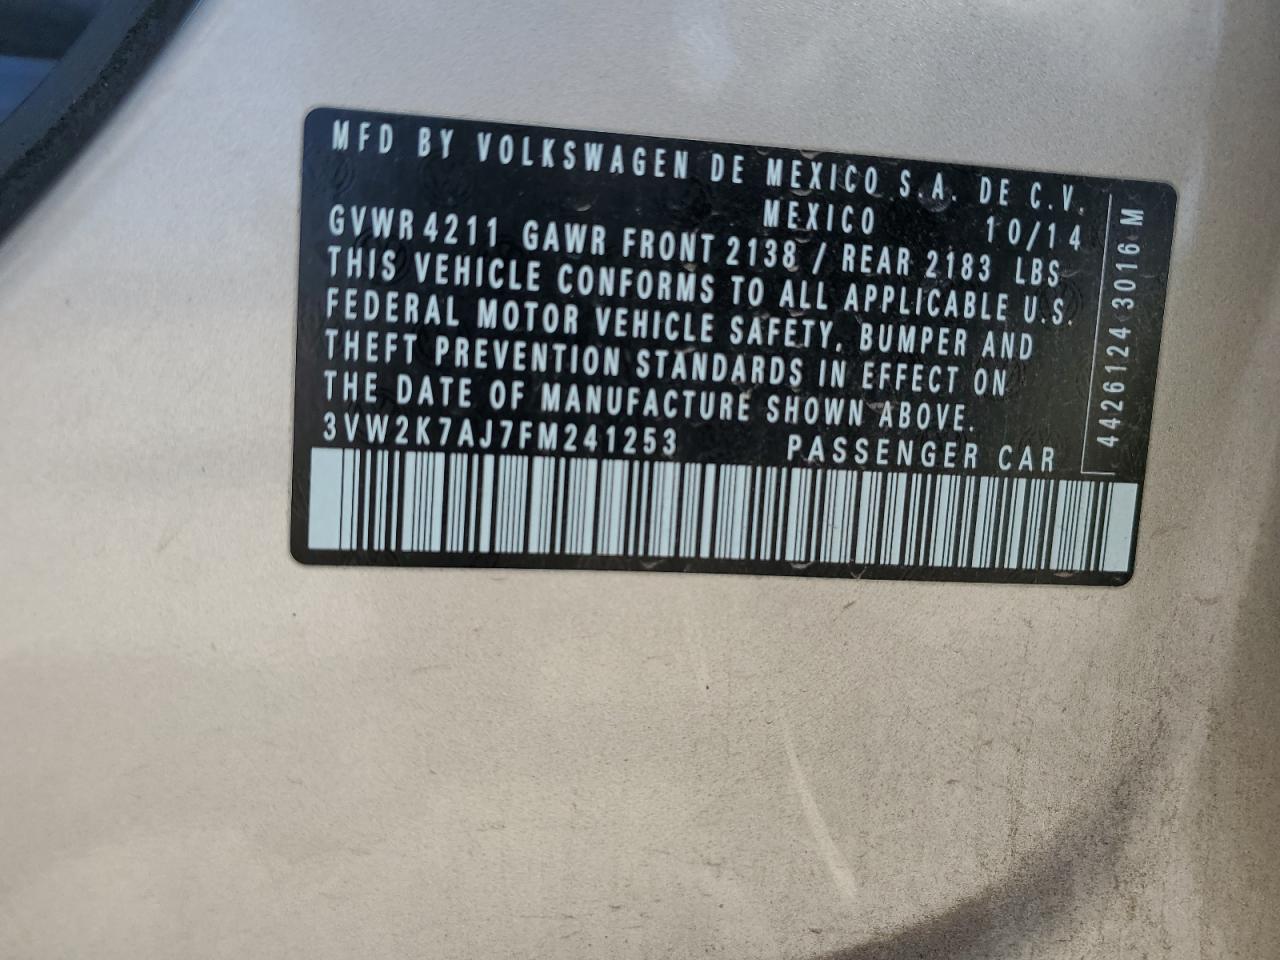 MFD BY VOLKSWAGEN DE MEXICO S.A. DE C.V.
MEXICO 10/14
GVWR 4211 GAWR FRONT 2138 / REAR 2183 LBS
THIS VEHICLE CONFORMS TO ALL APPLICABLE U.S.
FEDERAL MOTOR VEHICLE SAFETY, BUMPER AND
THEFT PREVENTION STANDARDS IN EFFECT ON
THE DATE OF MANUFACTURE SHOWN ABOVE.
3VW2K7AJ7FM241253 PASSENGER CAR
4426124 3016 M